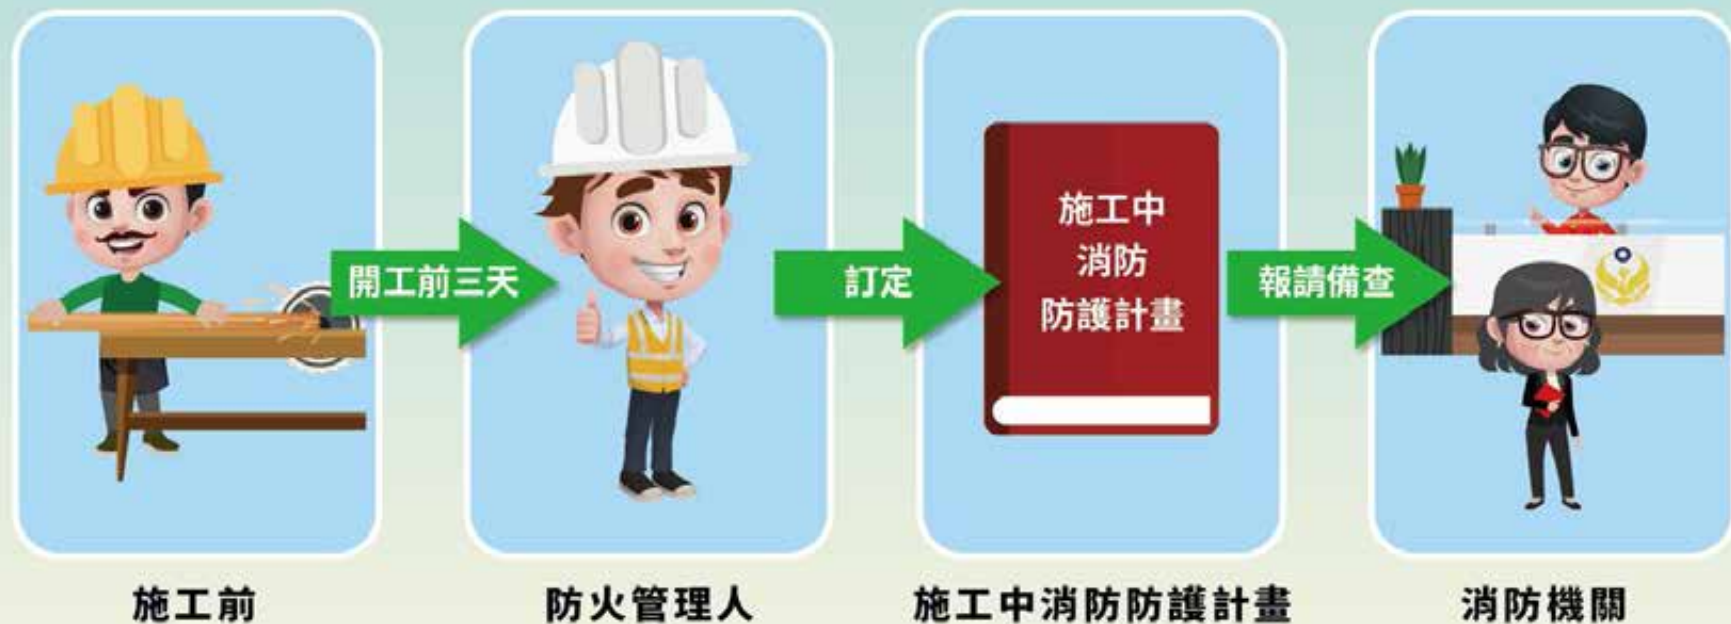 開工前三天
訂定
施工中
消防
防護計畫
報請備查
施工前
防火管理人
施工中消防防護計畫
消防機關